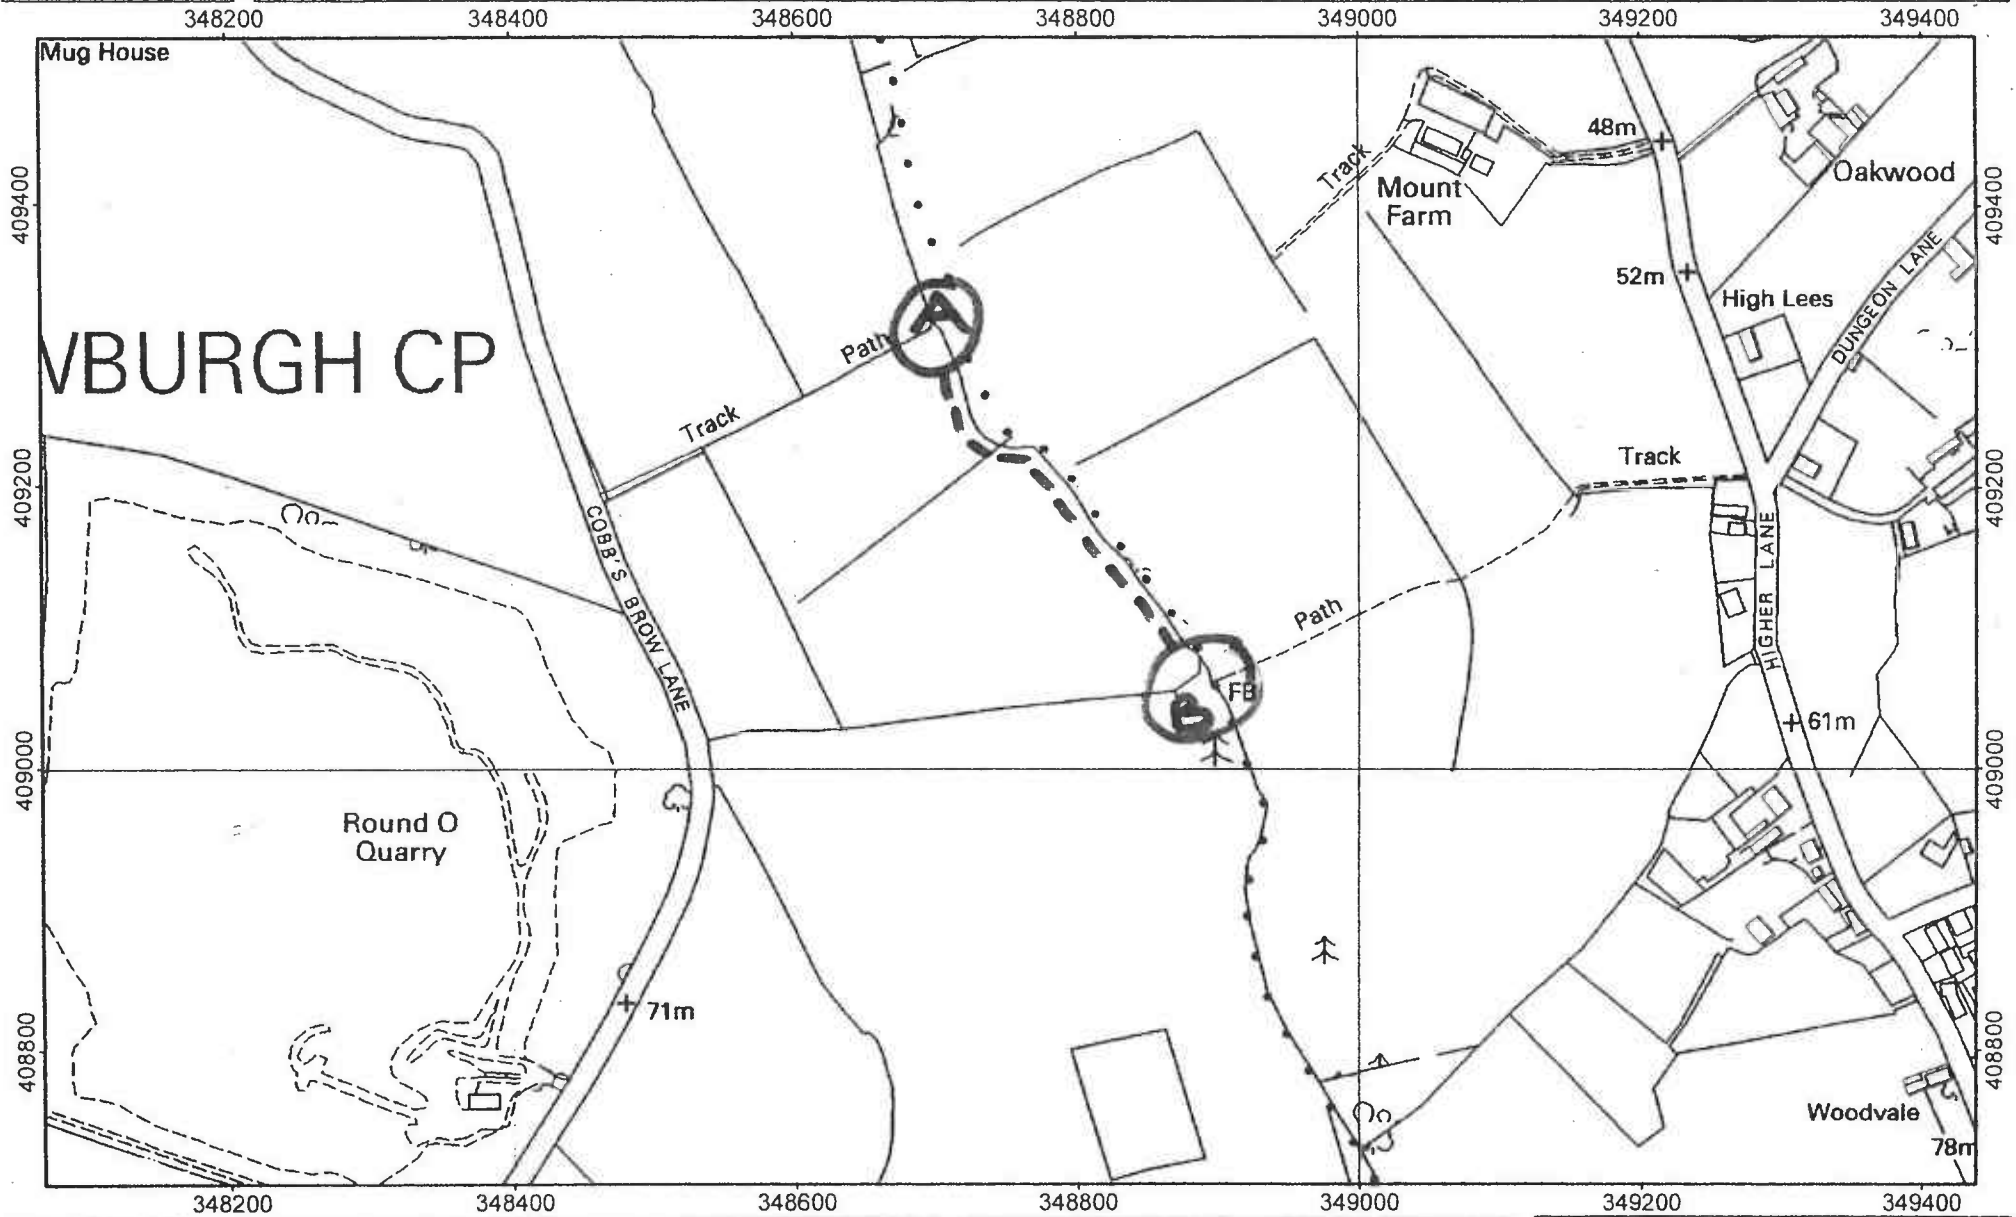 348200 348400 348600 348800 349000 349200 349400
Mug House
48m
Oakwood
409400
409400
Track
Mount
Farm
52m
High Lees
DUNGEON LANE
A
Path
WBURGH CP
Track
Track
409200
409200
COBB'S BROW LANE
HIGHER LANE
Path
FB
B
61m
409000
409000
Round O
Quarry
71m
408800
408800
Woodvale
78m
348200 348400 348600 348800 349000 349200 349400